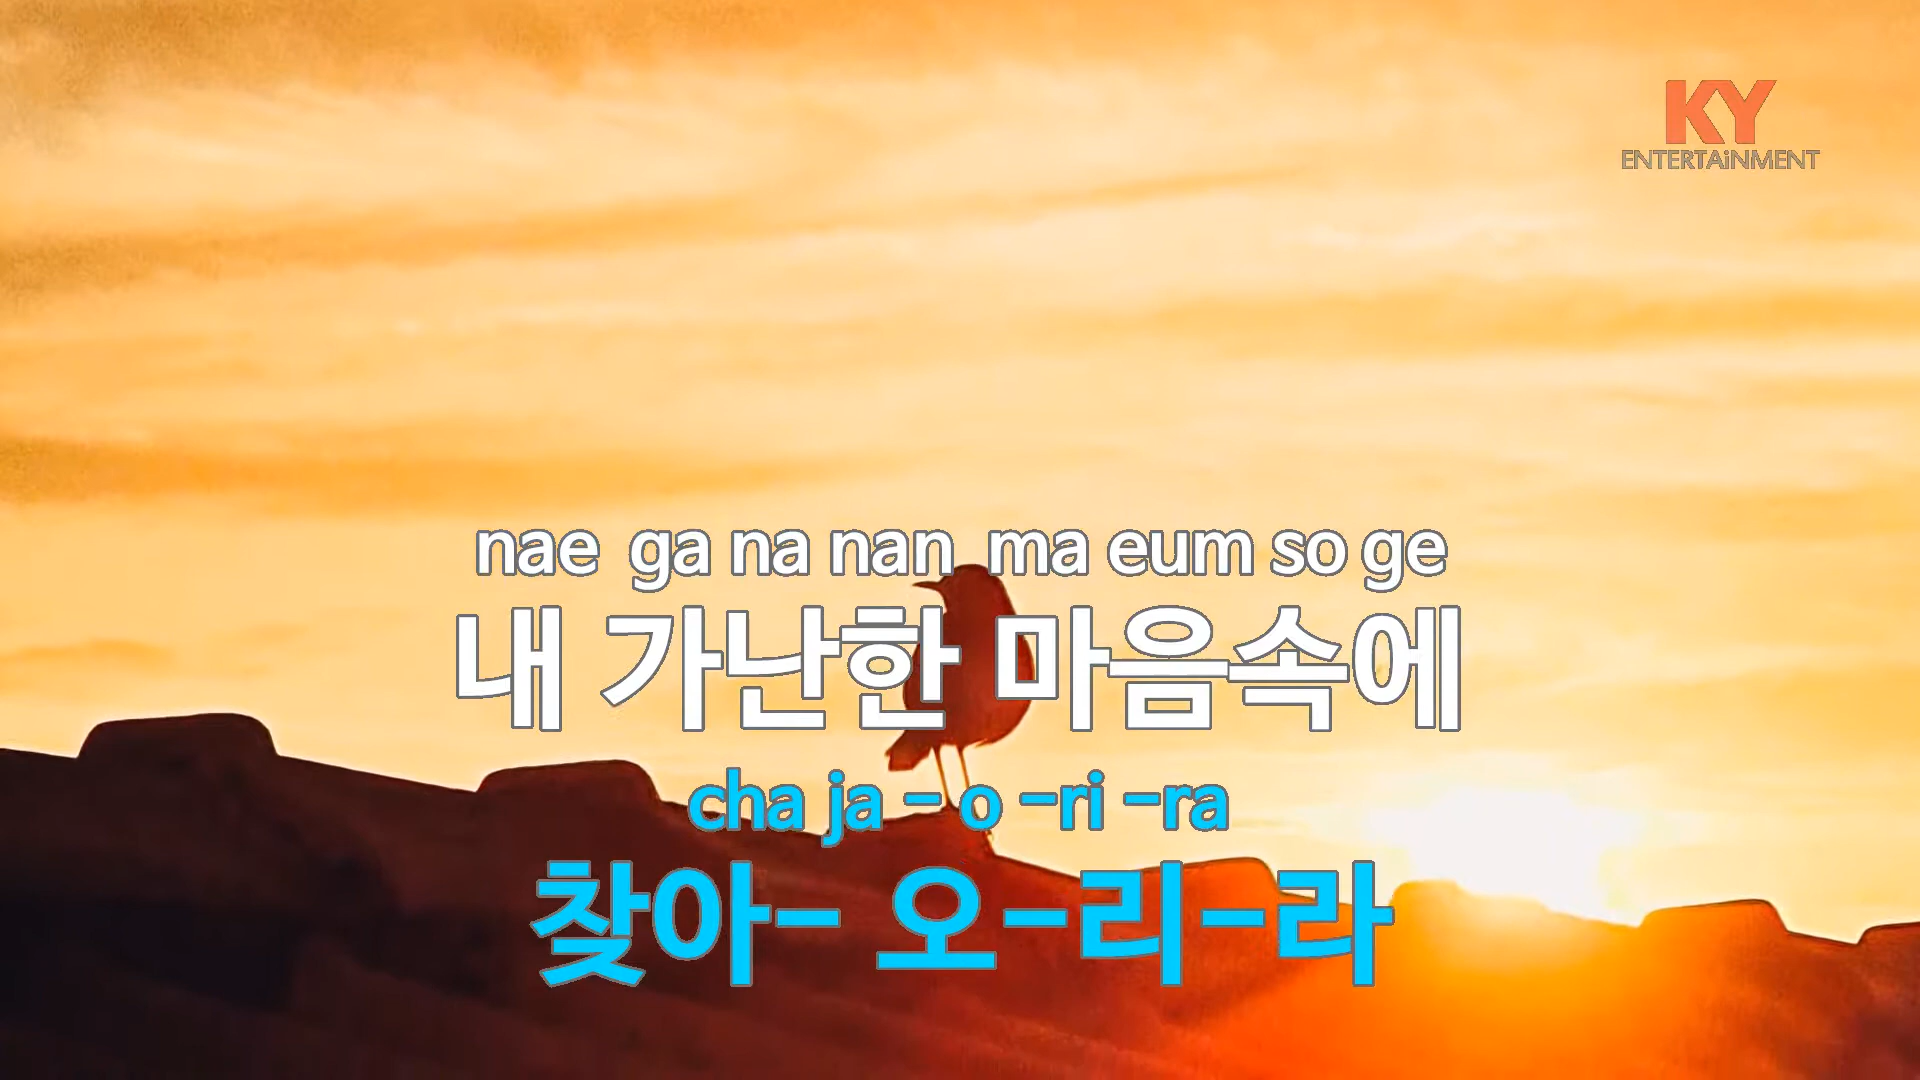 KY
ENTERTAiNMENT
nae ga na nan ma eum so ge
내 가난한 마음속에
cha ja - o -ri -ra
찾아- 오-리-라